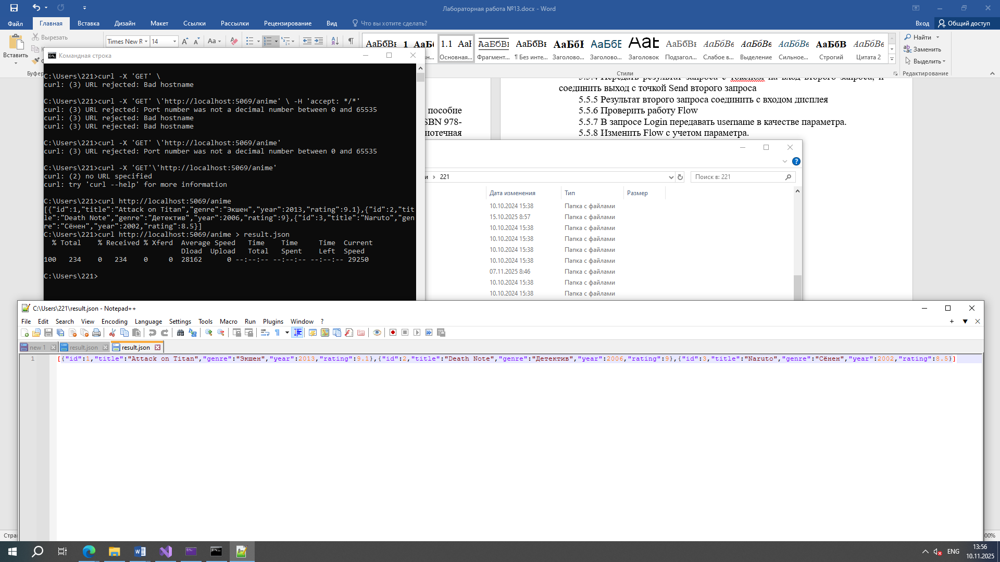 Лабораторная работа №13.docx - Word
Файл Главная Вставка Дизайн Макет Ссылки Рассылки Рецензирование Вид Что вы хотите сделать? Вход Общий доступ
Вставить
Вырезать
Буфер
Times New R 14
АаБбВ Основная... Фрагмент... ¶ Без инте... Заголово... Заголово... Заголовок Подзагол... Слабое в... Выделение Сильное... Строгий Цитата 2
Стили
Найти
Заменить
Выделить
Редактирование
Командная строка
C:\Users\221>curl -X 'GET' \
curl: (3) URL rejected: Bad hostname
C:\Users\221>curl -X 'GET' \'http://localhost:5069/anime' \ -H 'accept: */*'
curl: (3) URL rejected: Port number was not a decimal number between 0 and 65535
curl: (3) URL rejected: Bad hostname
curl: (3) URL rejected: Bad hostname
C:\Users\221>curl -X 'GET' \'http://localhost:5069/anime'
curl: (3) URL rejected: Port number was not a decimal number between 0 and 65535
C:\Users\221>curl -X 'GET'\'http://localhost:5069/anime'
curl: (2) no URL specified
curl: try 'curl --help' for more information
C:\Users\221>curl http://localhost:5069/anime
[{"id":1,"title":"Attack on Titan","genre":"Экшен","year":2013,"rating":9.1},{"id":2,"tit
le":"Death Note","genre":"Детектив","year":2006,"rating":9},{"id":3,"title":"Naruto","gen
re":"Сёнен","year":2002,"rating":8.5}]
C:\Users\221>curl http://localhost:5069/anime > result.json
% Total % Received % Xferd Average Speed Time Time Time Current
Dload Upload Total Spent Left Speed
100 234 0 234 0 0 28162 0 --:--:-- --:--:-- --:--:-- 29250
C:\Users\221>
пособие
SBN 978-
иотечная
5.5.4 Передать результат запроса с токеном на вход второго запроса, и
соединить выход с точкой Send второго запроса
5.5.5 Результат второго запроса соединить с входом дисплея
5.5.6 Проверить работу Flow
5.5.7 В запросе Login передавать username в качестве параметра.
5.5.8 Изменить Flow с учетом параметра.
и › 221 Поиск в: 221
Дата изменения Тип Размер
10.10.2024 15:38 Папка с файлами
15.10.2025 8:57 Папка с файлами
10.10.2024 15:38 Папка с файлами
10.10.2024 15:38 Папка с файлами
10.10.2024 15:38 Папка с файлами
10.10.2024 15:38 Папка с файлами
07.11.2025 8:46 Папка с файлами
10.10.2024 15:38 Папка с файлами
10.10.2024 15:38 Папка с файлами
C:\Users\221\result.json - Notepad++
File Edit Search View Encoding Language Settings Tools Macro Run Plugins Window ?
new 1 result.json result.json
1 [{"id":1,"title":"Attack on Titan","genre":"Экшен","year":2013,"rating":9.1},{"id":2,"title":"Death Note","genre":"Детектив","year":2006,"rating":9},{"id":3,"title":"Naruto","genre":"Сёнен","year":2002,"rating":8.5}]
Стра
00%
ENG
13:56
10.11.2025